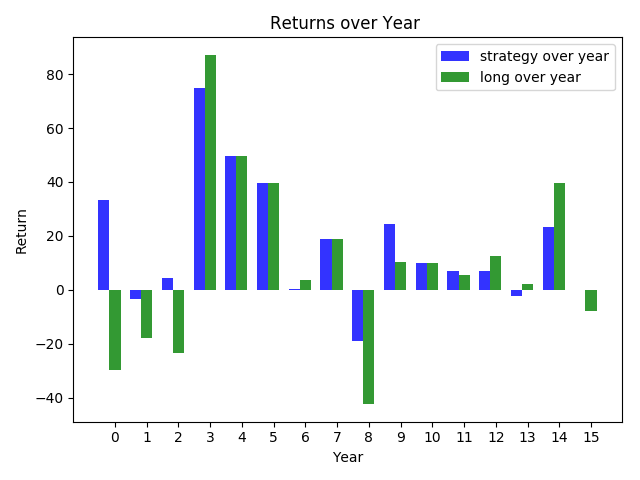 Returns over Year
strategy over year
long over year
Return
80
60
40
20
0
−20
−40
0 1 2 3 4 5 6 7 8 9 10 11 12 13 14 15
Year